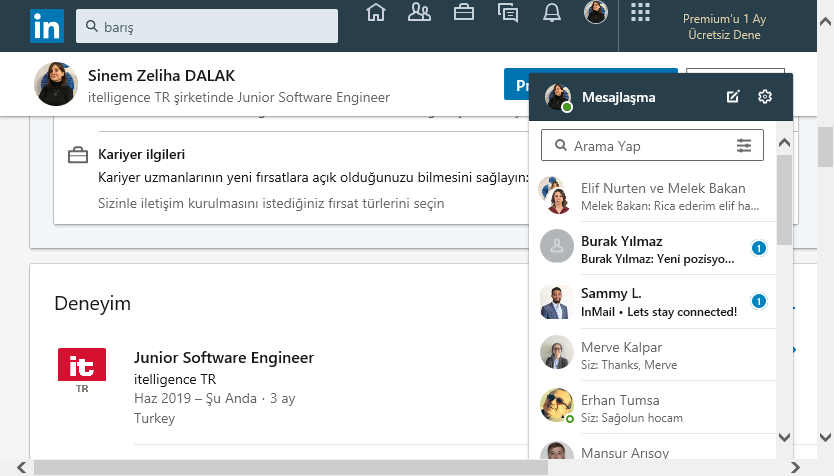 in
barış
Premium'u 1 Ay
Ücretsiz Dene
Sinem Zeliha DALAK
itelligence TR şirketinde Junior Software Engineer
Kariyer ilgileri
Kariyer uzmanlarının yeni fırsatlara açık olduğunuzu bilmesini sağlayın:
Sizinle iletişim kurulmasını istediğiniz fırsat türlerini seçin
Deneyim
it
TR
Junior Software Engineer
itelligence TR
Haz 2019 – Şu Anda · 3 ay
Turkey
Mesajlaşma
Arama Yap
Elif Nurten ve Melek Bakan
Melek Bakan: Rica ederim elif ha...
Burak Yılmaz
1
Burak Yılmaz: Yeni pozisyo...
Sammy L.
1
InMail • Lets stay connected!
Merve Kalpar
Siz: Thanks, Merve
Erhan Tumsa
Siz: Sağolun hocam
Mansur Arısoy